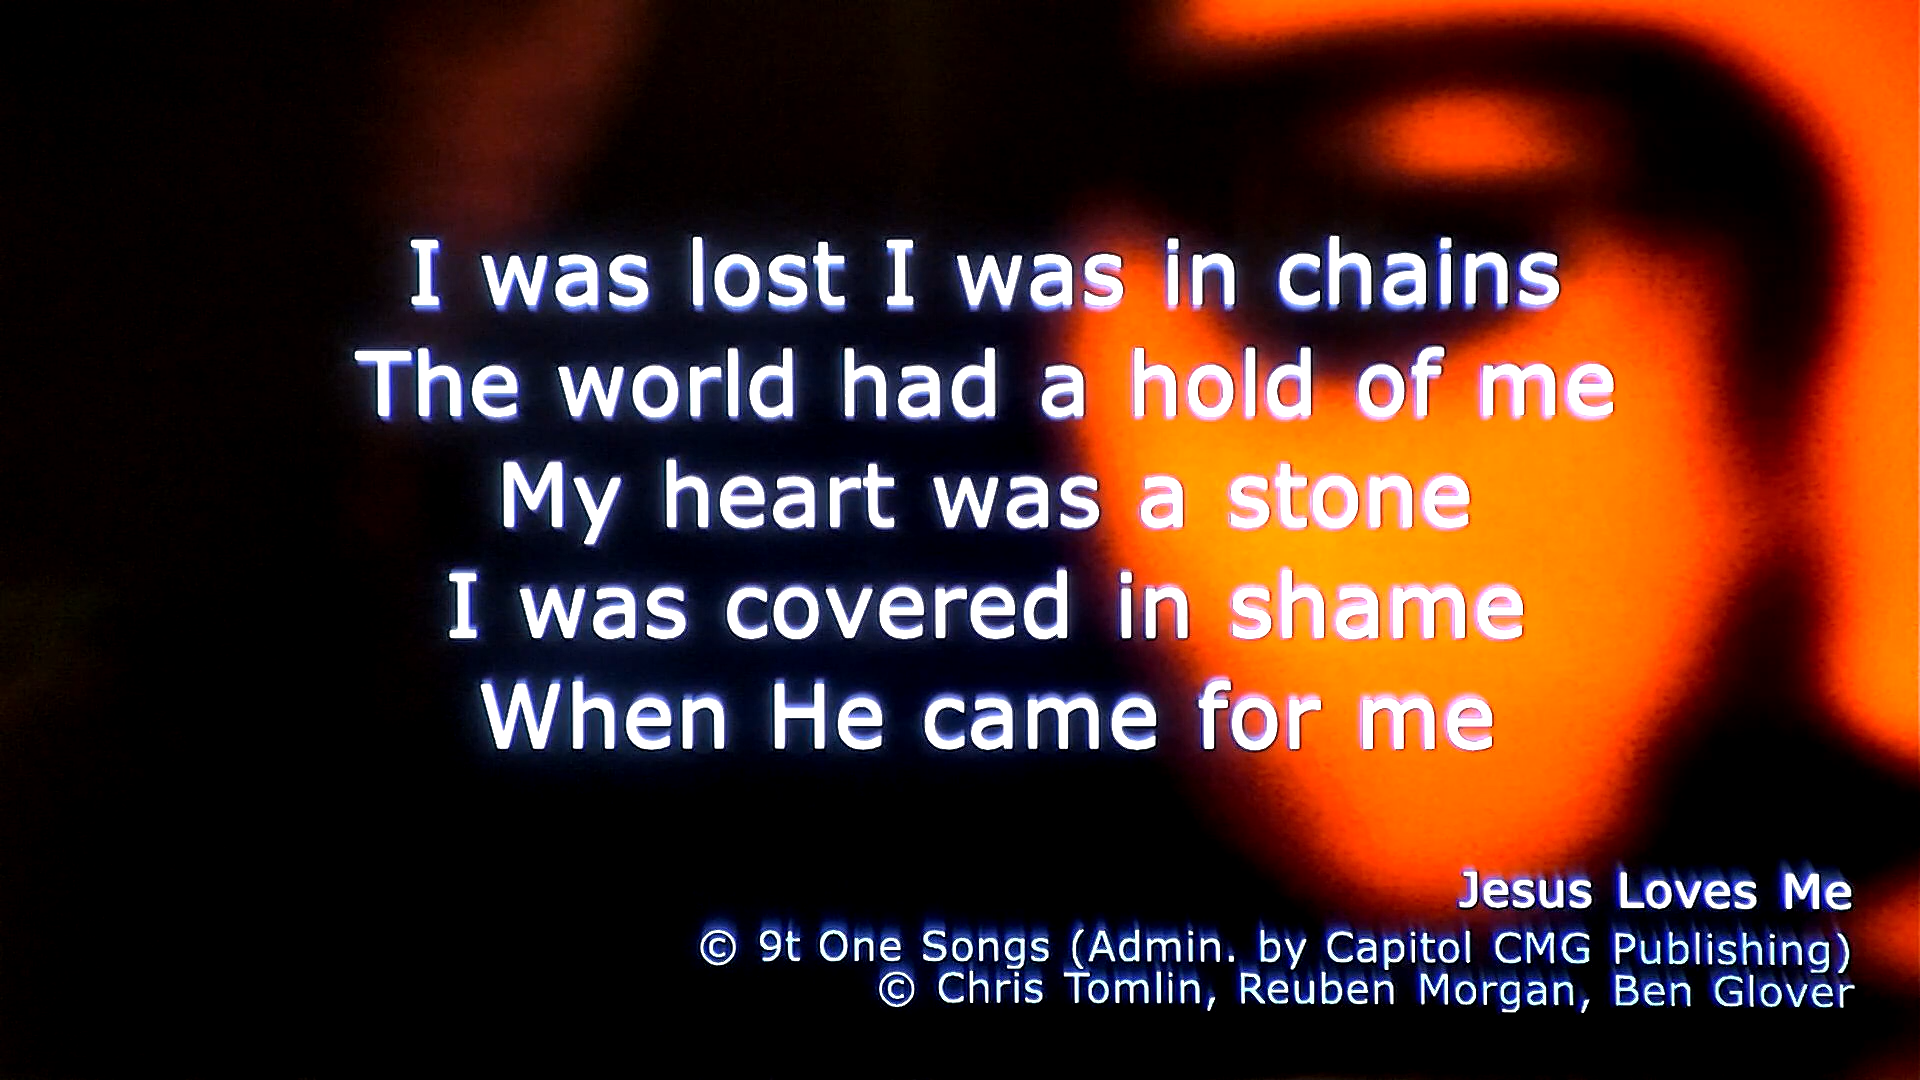 I was lost I was in chains
The world had a hold of me
My heart was a stone
I was covered in shame
When He came for me
Jesus Loves Me
© 9t One Songs (Admin. by Capitol CMG Publishing)
© Chris Tomlin, Reuben Morgan, Ben Glover